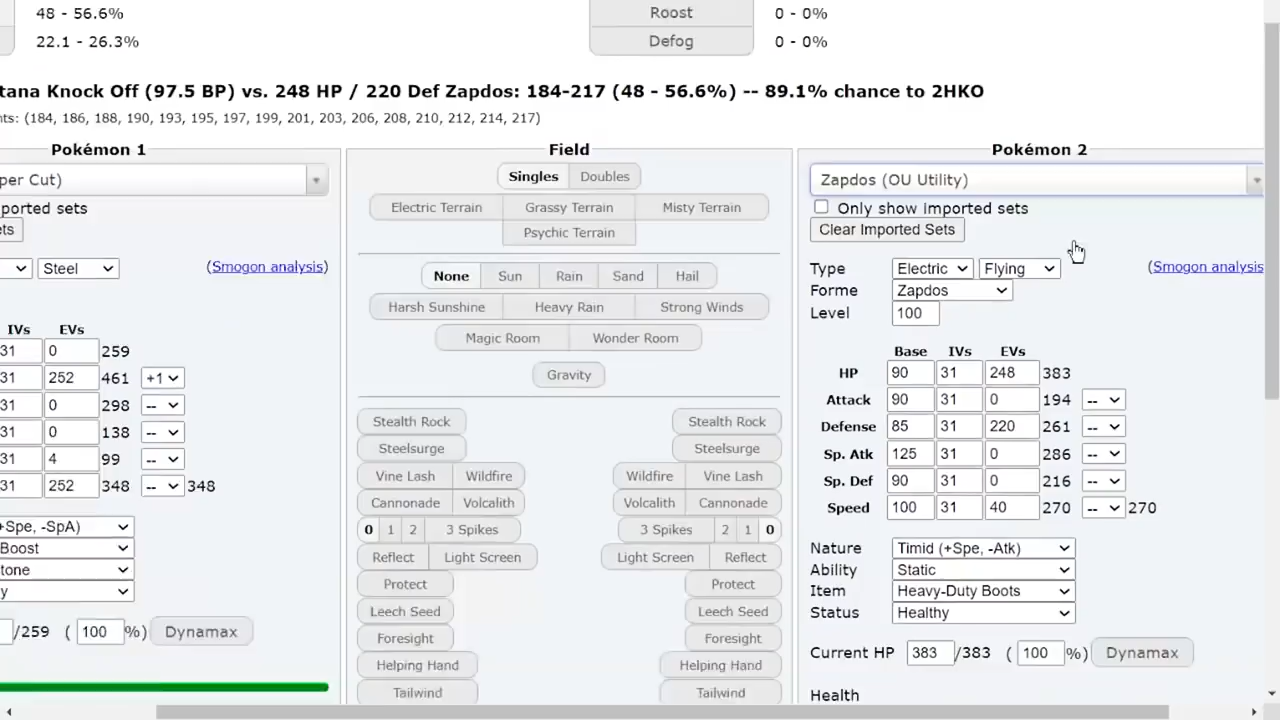 48 - 56.6% Roost 0 - 0%
22.1 - 26.3% Defog 0 - 0%
tana Knock Off (97.5 BP) vs. 248 HP / 220 Def Zapdos: 184-217 (48 - 56.6%) -- 89.1% chance to 2HKO
nts: (184, 186, 188, 190, 193, 195, 197, 199, 201, 203, 206, 208, 210, 212, 214, 217)
Pokémon 1 Field Pokémon 2
per Cut) Singles Doubles Zapdos (OU Utility)
ported sets Electric Terrain Grassy Terrain Misty Terrain Only show imported sets
ets Psychic Terrain Clear Imported Sets
Steel (Smogon analysis) None Sun Rain Sand Hail Type Electric Flying (Smogon analysis
Forme Zapdos
Harsh Sunshine Heavy Rain Strong Winds Level 100
IVs EVs Magic Room Wonder Room Base IVs EVs
31 0 259 Gravity HP 90 31 248 383
31 252 461 +1 Attack 90 31 0 194 --
31 0 298 -- Stealth Rock Stealth Rock Defense 85 31 220 261 --
31 0 138 -- Steelsurge Steelsurge Sp. Atk 125 31 0 286 --
31 4 99 -- Vine Lash Wildfire Wildfire Vine Lash Sp. Def 90 31 0 216 --
31 252 348 -- 348 Cannonade Volcalith Volcalith Cannonade Speed 100 31 40 270 -- 270
+Spe, -SpA) 0 1 2 3 Spikes 3 Spikes 2 1 0 Nature Timid (+Spe, -Atk)
Boost Reflect Light Screen Light Screen Reflect Ability Static
tone Protect Protect Item Heavy-Duty Boots
y Leech Seed Leech Seed Status Healthy
/259 ( 100 %) Dynamax Foresight Foresight Current HP 383 /383 ( 100 %) Dynamax
Helping Hand Helping Hand
Tailwind Tailwind Health